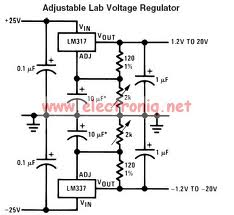 Adjustable Lab Voltage Regulator
+25V
VIN
LM317
VOUT
1.2V TO 20V
ADJ
0.1 µF
120
1%
1 µF
10 µF*
2k
www.electroniq.net
10 µF*
2k
1 µF
0.1 µF
120
1%
ADJ
LM337
VOUT
-1.2V TO -20V
VIN
-25V